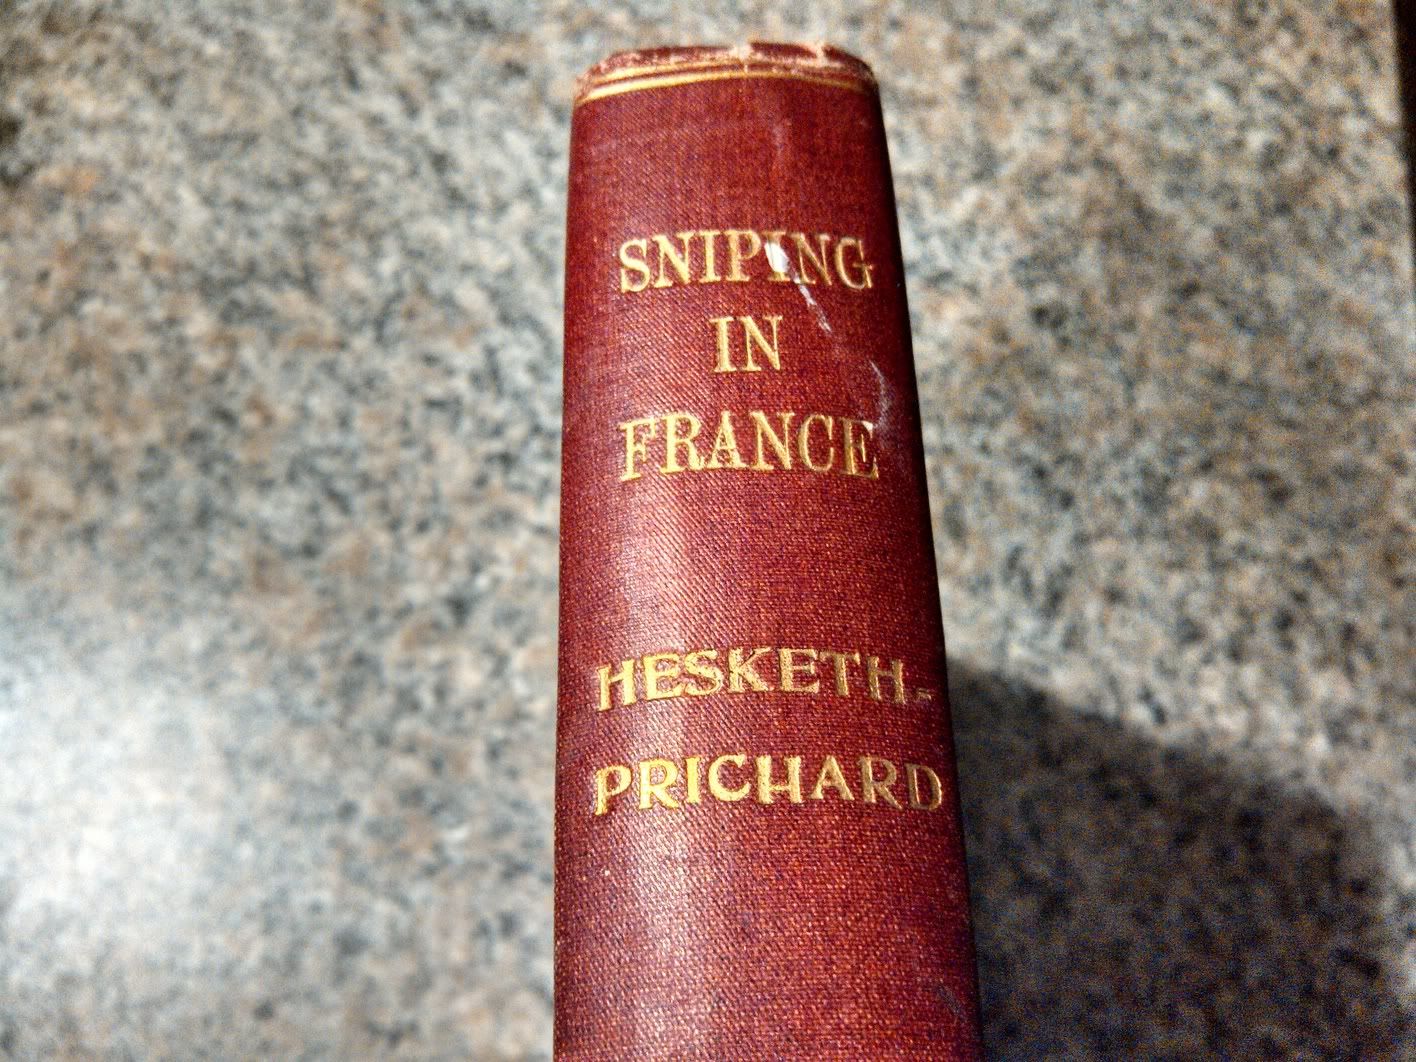 SNIPING
IN
FRANCE
HESKETH-
PRICHARD